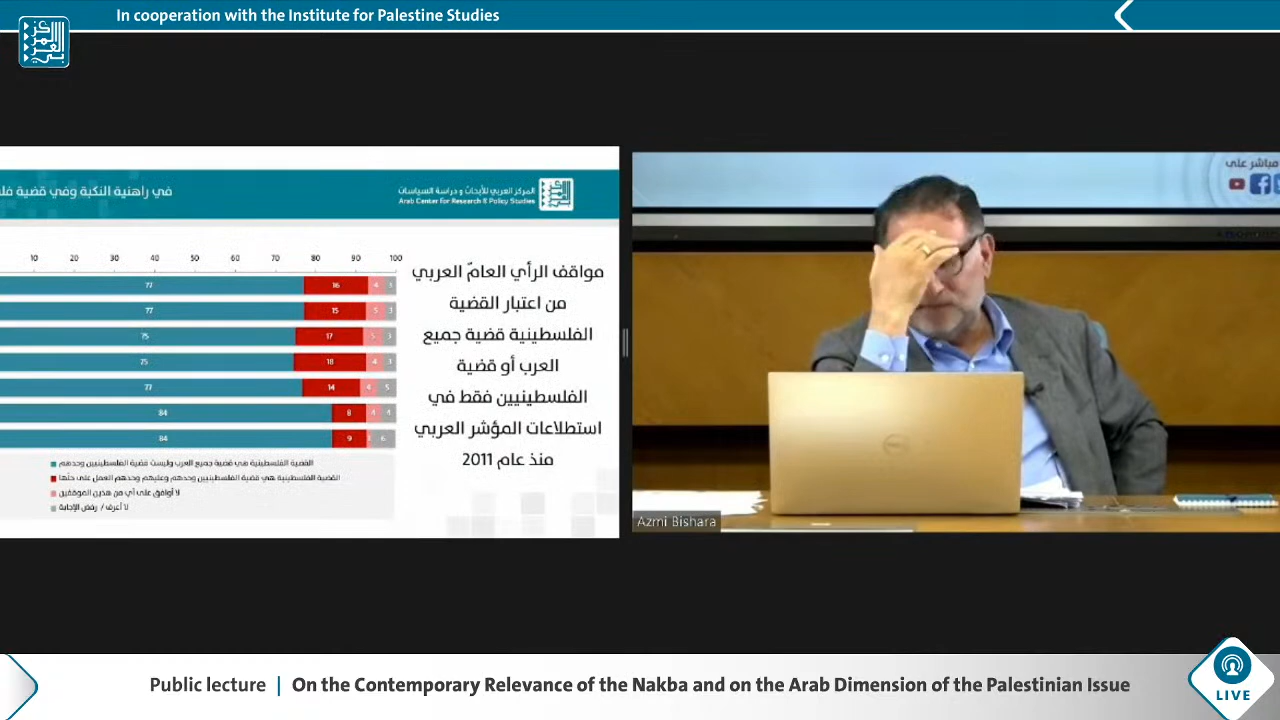 In cooperation with the Institute for Palestine Studies
في راهنية النكبة وفي قضية
المركز العربي للأبحاث و دراسة السياسات
Arab Center for Research & Policy Studies
مباشر على
10 20 30 40 50 60 70 80 90 100
77 16 4 3
77 15 5 3
75 17 5 3
75 18 4 3
77 14 4 5
84 8 4 4
84 9 6
القضية الفلسطينية هي قضية جميع العرب وليست قضية الفلسطينيين وحدهم
القضية الفلسطينية هي قضية الفلسطينيين وحدهم وعليهم وحدهم العمل على حلها
لا أوافق على أي من هذين الموقفين
لا أعرف / رفض الإجابة
مواقف الرأي العامّ العربي
من اعتبار القضية
الفلسطينية قضية جميع
العرب أو قضية
الفلسطينيين فقط في
استطلاعات المؤشر العربي
منذ عام 2011
Azmi Bishara
Public lecture | On the Contemporary Relevance of the Nakba and on the Arab Dimension of the Palestinian Issue
LIVE